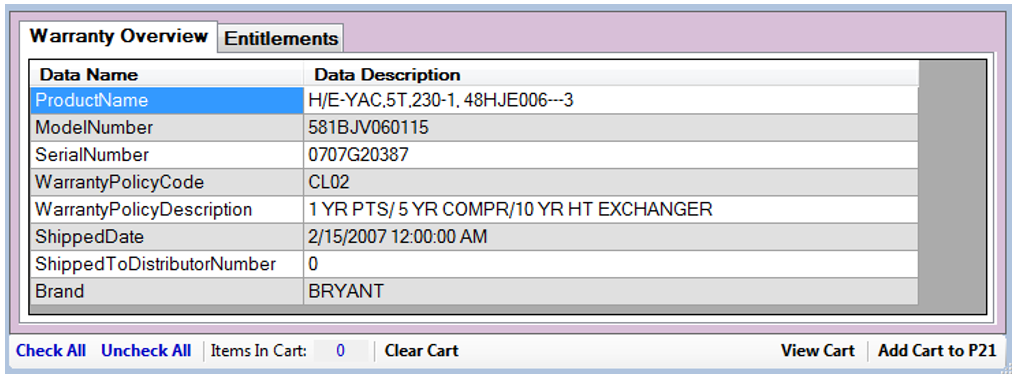 Warranty Overview Entitlements
Data Name Data Description
ProductName H/E-YAC,5T,230-1, 48HJE006---3
ModelNumber 581BJV060115
SerialNumber 0707G20387
WarrantyPolicyCode CL02
WarrantyPolicyDescription 1 YR PTS/ 5 YR COMPR/10 YR HT EXCHANGER
ShippedDate 2/15/2007 12:00:00 AM
ShippedToDistributorNumber 0
Brand BRYANT
Check All Uncheck All Items In Cart: 0 Clear Cart View Cart Add Cart to P21